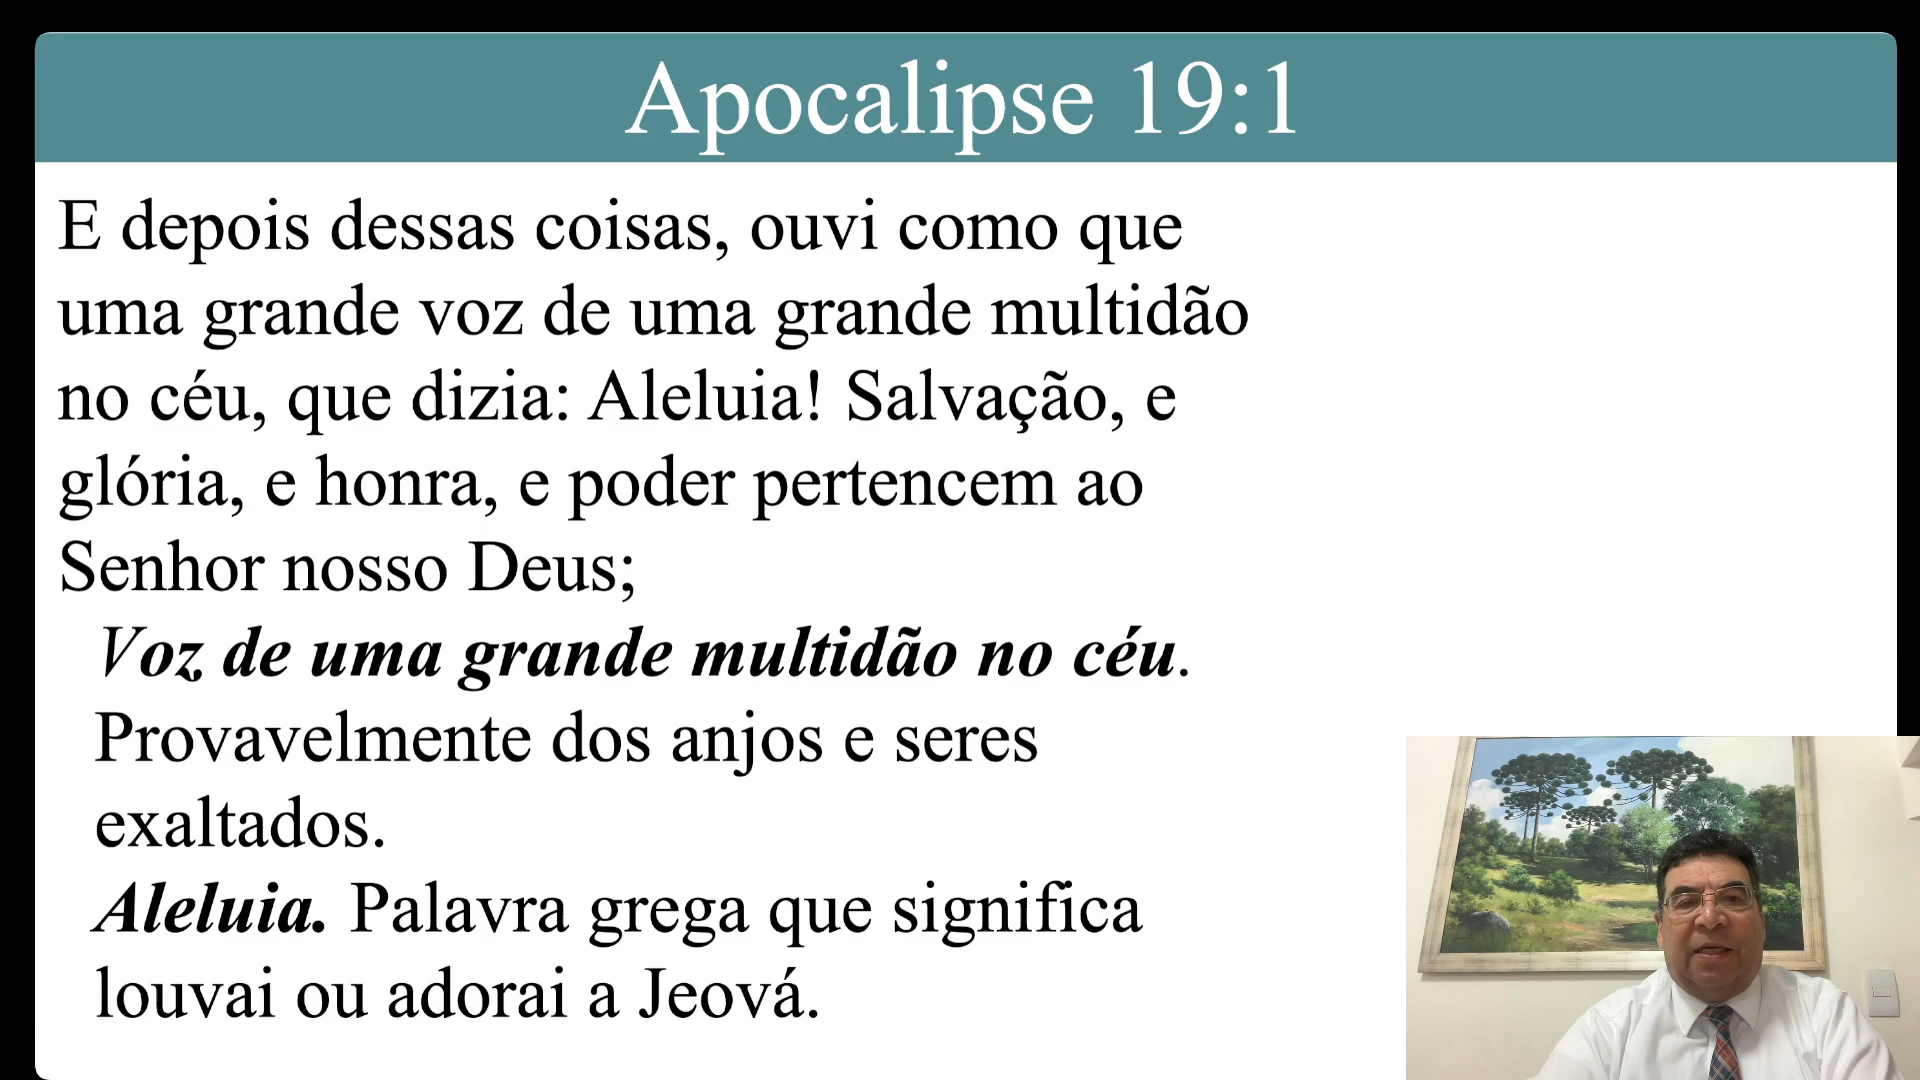 Apocalipse 19:1
E depois dessas coisas, ouvi como que
uma grande voz de uma grande multidão
no céu, que dizia: Aleluia! Salvação, e
glória, e honra, e poder pertencem ao
Senhor nosso Deus;
Voz de uma grande multidão no céu.
Provavelmente dos anjos e seres
exaltados.
Aleluia. Palavra grega que significa
louvai ou adorai a Jeová.